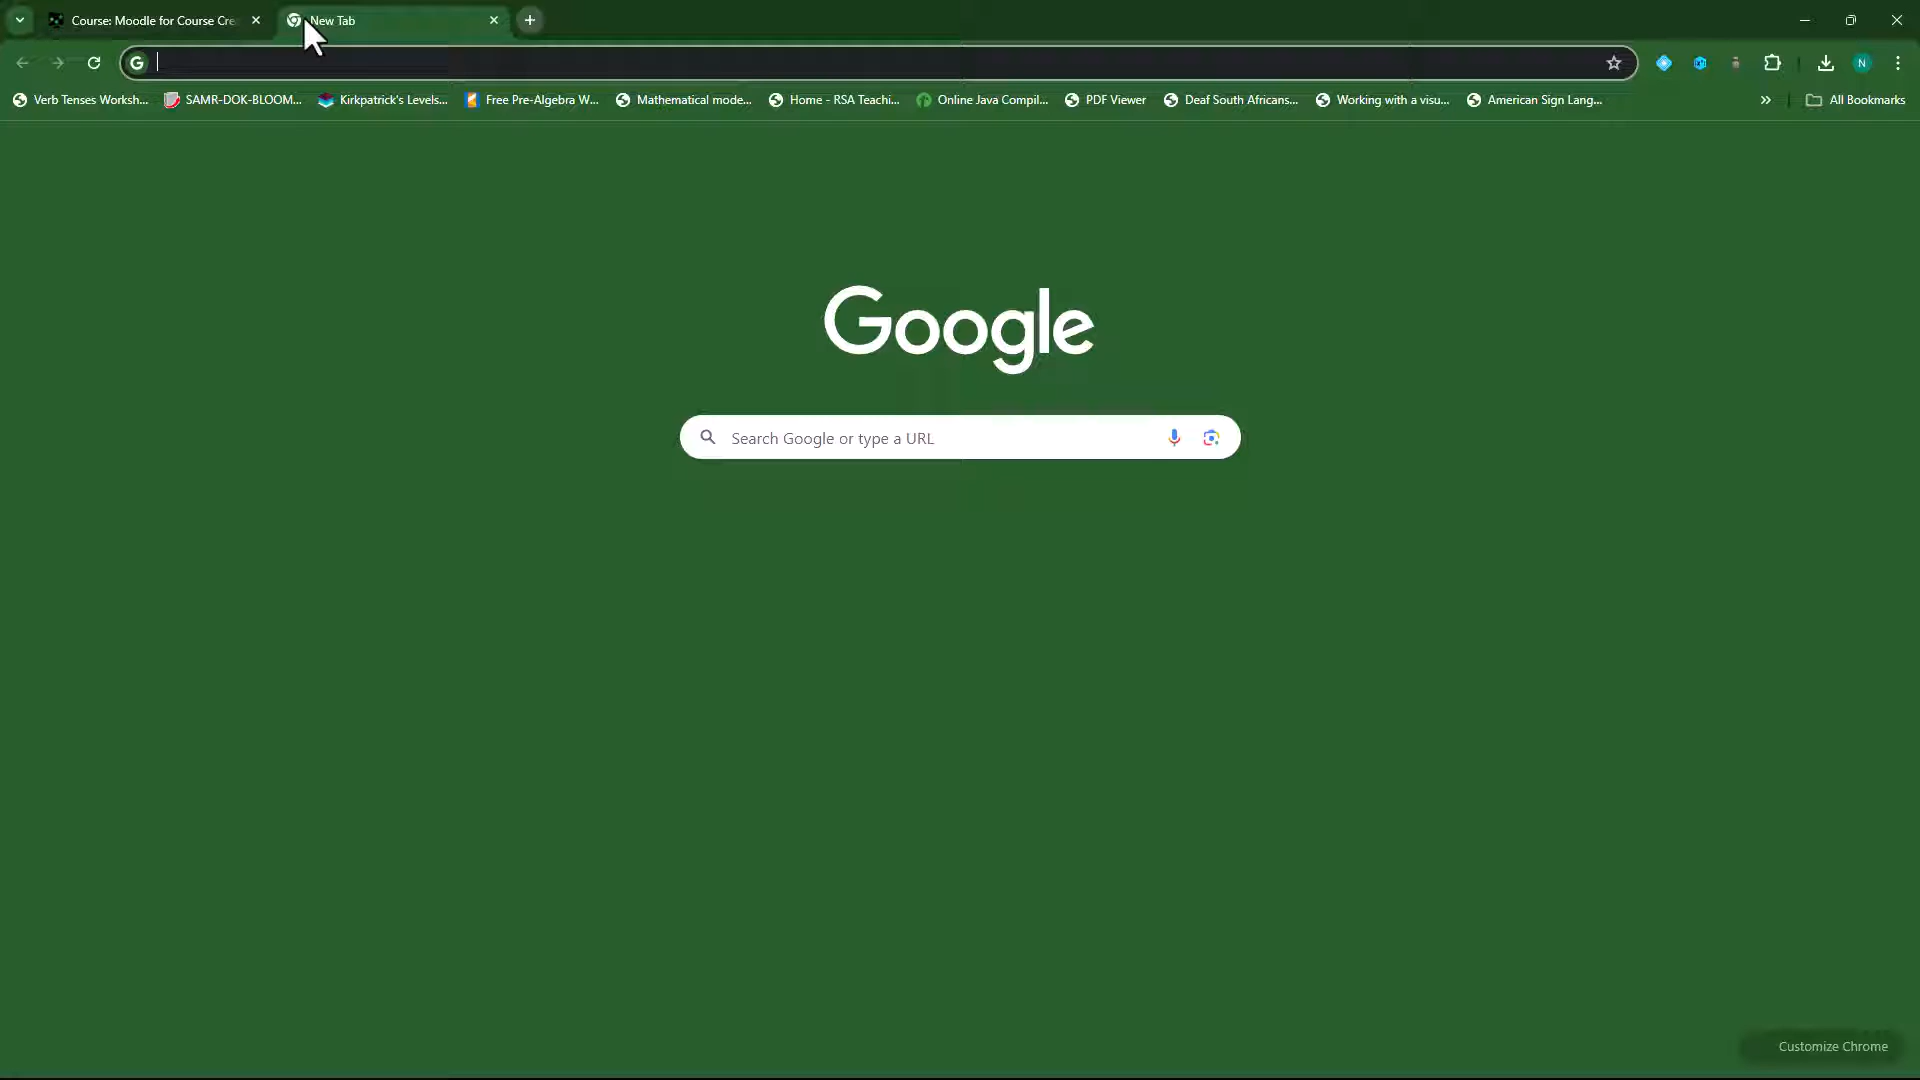 Course: Moodle for Course Cre
New Tab
G
Verb Tenses Worksh...
SAMR-DOK-BLOOM...
Kirkpatrick's Levels...
Free Pre-Algebra W...
Mathematical mode...
Home - RSA Teachi...
Online Java Compil...
PDF Viewer
Deaf South Africans...
Working with a visu...
American Sign Lang...
All Bookmarks
N
Google
Search Google or type a URL
Customize Chrome